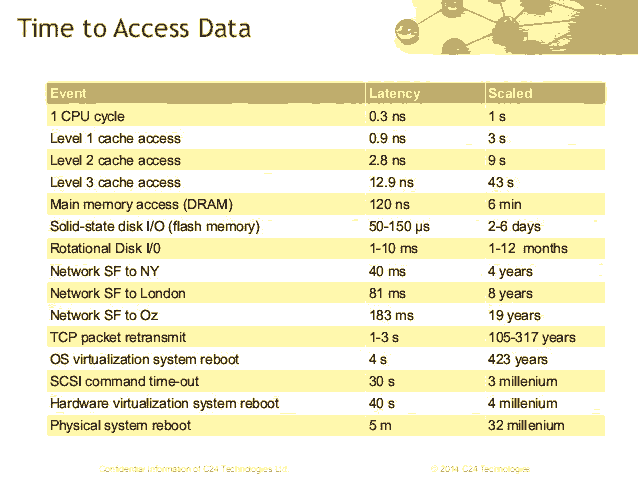 Time to Access Data
Event Latency Scaled
1 CPU cycle 0.3 ns 1 s
Level 1 cache access 0.9 ns 3 s
Level 2 cache access 2.8 ns 9 s
Level 3 cache access 12.9 ns 43 s
Main memory access (DRAM) 120 ns 6 min
Solid-state disk I/O (flash memory) 50-150 µs 2-6 days
Rotational Disk I/0 1-10 ms 1-12 months
Network SF to NY 40 ms 4 years
Network SF to London 81 ms 8 years
Network SF to Oz 183 ms 19 years
TCP packet retransmit 1-3 s 105-317 years
OS virtualization system reboot 4 s 423 years
SCSI command time-out 30 s 3 millenium
Hardware virtualization system reboot 40 s 4 millenium
Physical system reboot 5 m 32 millenium
Confidential Information of C24 Technologies Ltd © 2014 C24 Technologies